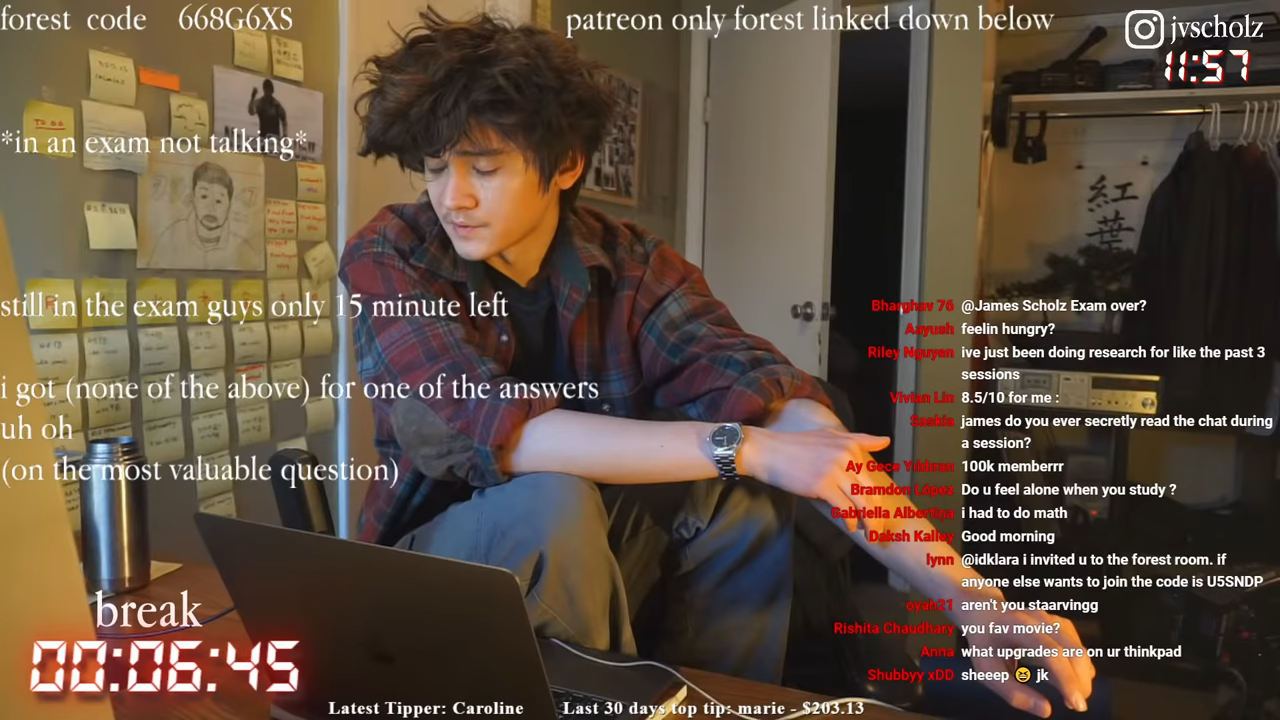 forest code 668G6XS
patreon only forest linked down below
jvscholz
11:57
*in an exam not talking*
still in the exam guys only 15 minute left
i got (none of the above) for one of the answers
uh oh
(on the most valuable question)
TO DO
紅
葉
Bharghav 76 @James Scholz Exam over?
Aayush feelin hungry?
Riley Nguyen ive just been doing research for like the past 3
sessions
Vivian Lin 8.5/10 for me :
Saskia james do you ever secretly read the chat during
a session?
Ay Gece Yıldızan 100k memberrr
Bramdon López Do u feel alone when you study ?
Gabriella Albertina i had to do math
Daksh Kalley Good morning
lynn @idklara i invited u to the forest room. if
anyone else wants to join the code is U5SNDP
oyah21 aren't you staarvingg
Rishita Chaudhary you fav movie?
Anna what upgrades are on ur thinkpad
Shubbyy xDD sheeep 😆 jk
break
00:06:45
Latest Tipper: Caroline Last 30 days top tip: marie - $203.13